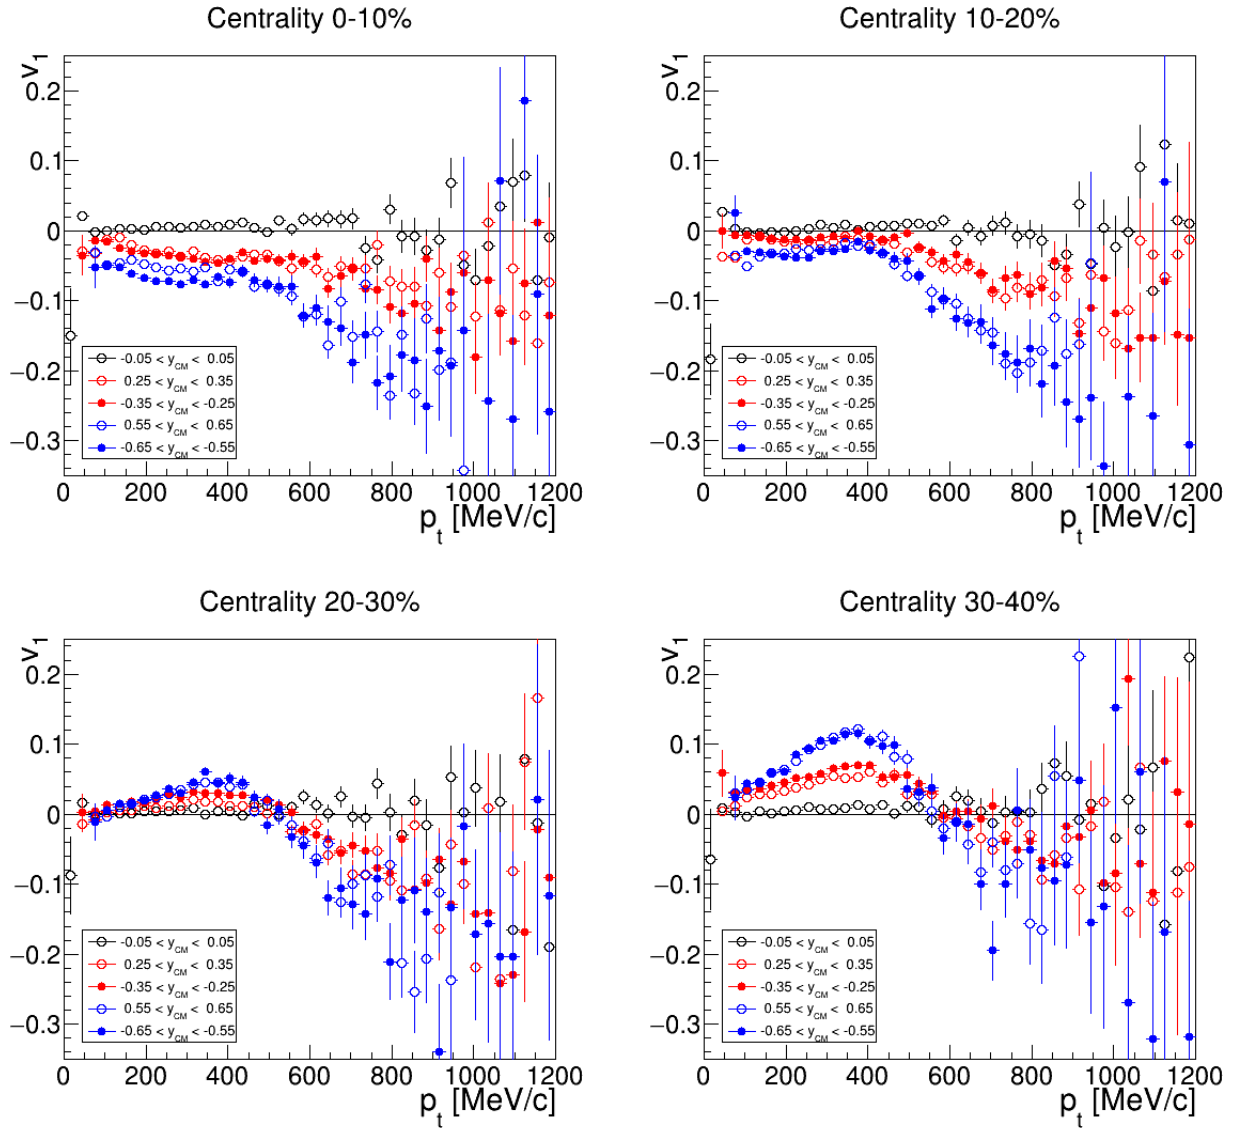 Centrality 0-10%
v1
0.2
0.1
0
−0.1
−0.2
−0.3
-0.05 < yCM < 0.05
0.25 < yCM < 0.35
-0.35 < yCM < -0.25
0.55 < yCM < 0.65
-0.65 < yCM < -0.55
0 200 400 600 800 1000 1200
pt [MeV/c]
Centrality 10-20%
v1
0.2
0.1
0
−0.1
−0.2
−0.3
-0.05 < yCM < 0.05
0.25 < yCM < 0.35
-0.35 < yCM < -0.25
0.55 < yCM < 0.65
-0.65 < yCM < -0.55
0 200 400 600 800 1000 1200
pt [MeV/c]
Centrality 20-30%
v1
0.2
0.1
0
−0.1
−0.2
−0.3
-0.05 < yCM < 0.05
0.25 < yCM < 0.35
-0.35 < yCM < -0.25
0.55 < yCM < 0.65
-0.65 < yCM < -0.55
0 200 400 600 800 1000 1200
pt [MeV/c]
Centrality 30-40%
v1
0.2
0.1
0
−0.1
−0.2
−0.3
-0.05 < yCM < 0.05
0.25 < yCM < 0.35
-0.35 < yCM < -0.25
0.55 < yCM < 0.65
-0.65 < yCM < -0.55
0 200 400 600 800 1000 1200
pt [MeV/c]